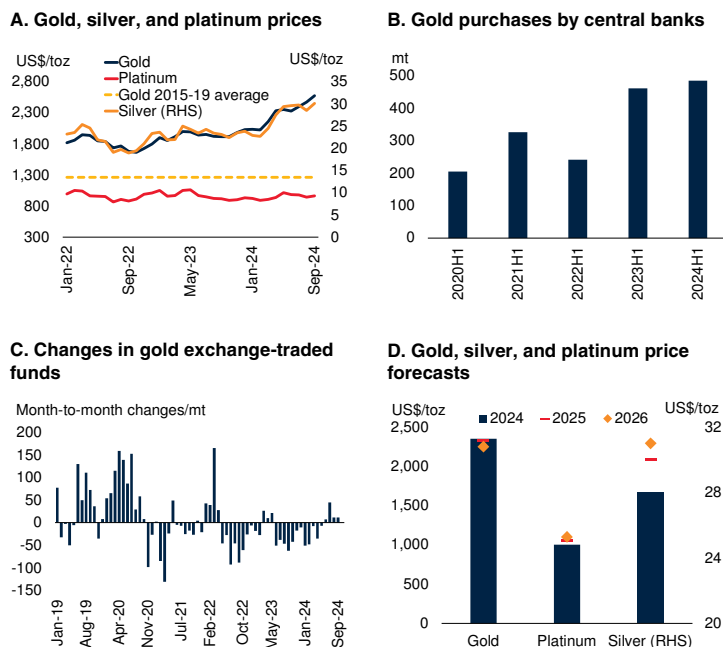 A. Gold, silver, and platinum prices
US$/toz
US$/toz
Gold
Platinum
Gold 2015-19 average
Silver (RHS)
2,800
2,300
1,800
1,300
800
300
35
30
25
20
15
10
5
0
Jan-22
Sep-22
May-23
Jan-24
Sep-24
B. Gold purchases by central banks
mt
500
400
300
200
100
0
2020H1
2021H1
2022H1
2023H1
2024H1
C. Changes in gold exchange-traded
funds
Month-to-month changes/mt
200
150
100
50
0
-50
-100
-150
Jan-19
Aug-19
Apr-20
Nov-20
Jul-21
Feb-22
Oct-22
May-23
Jan-24
Sep-24
D. Gold, silver, and platinum price
forecasts
US$/toz
US$/toz
2024
2025
2026
2,500
2,000
1,500
1,000
500
0
32
28
24
20
Gold
Platinum
Silver (RHS)